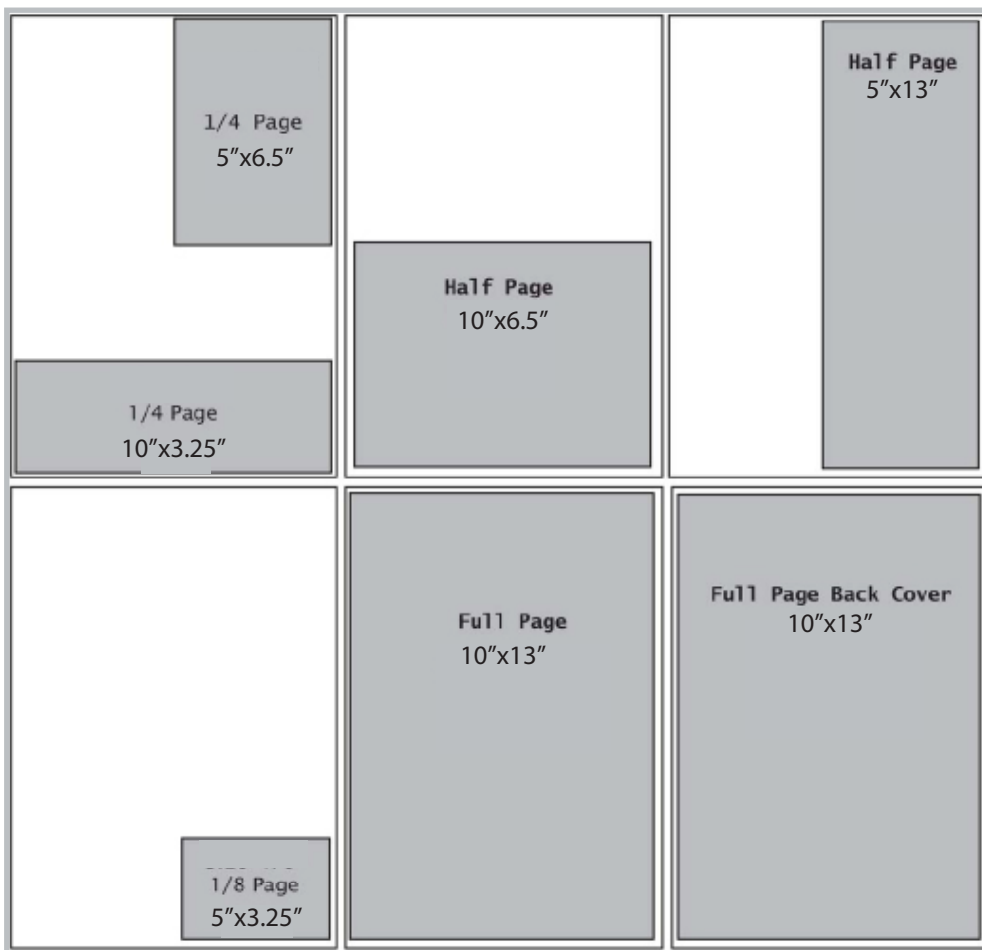 1/4 Page
5”x6.5”
1/4 Page
10”x3.25”
Half Page
10”x6.5”
Half Page
5”x13”
1/8 Page
5”x3.25”
Full Page
10”x13”
Full Page Back Cover
10”x13”